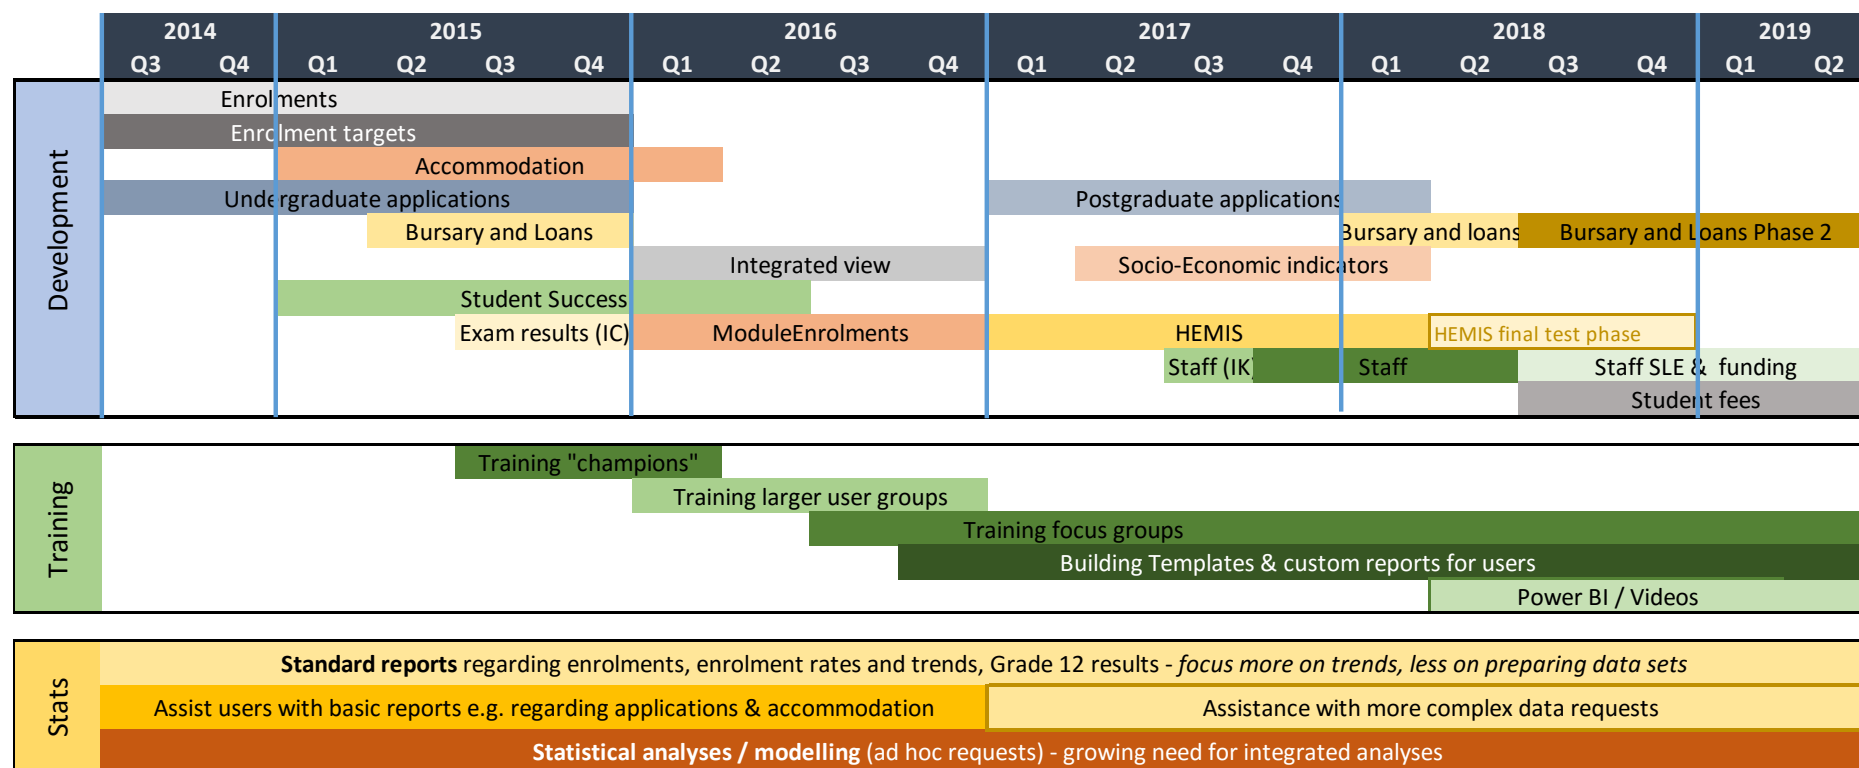 2014 2015 2016 2017 2018 2019
Q3 Q4 Q1 Q2 Q3 Q4 Q1 Q2 Q3 Q4 Q1 Q2 Q3 Q4 Q1 Q2 Q3 Q4 Q1 Q2
Development
Enrolments
Enrolment targets
Accommodation
Undergraduate applications Postgraduate applications
Bursary and Loans Bursary and loans Bursary and Loans Phase 2
Integrated view Socio-Economic indicators
Student Success
Exam results (IC) ModuleEnrolments HEMIS HEMIS final test phase
Staff (IK) Staff Staff SLE & funding
Student fees
Training
Training "champions"
Training larger user groups
Training focus groups
Building Templates & custom reports for users
Power BI / Videos
Stats
Standard reports regarding enrolments, enrolment rates and trends, Grade 12 results - focus more on trends, less on preparing data sets
Assist users with basic reports e.g. regarding applications & accommodation Assistance with more complex data requests
Statistical analyses / modelling (ad hoc requests) - growing need for integrated analyses